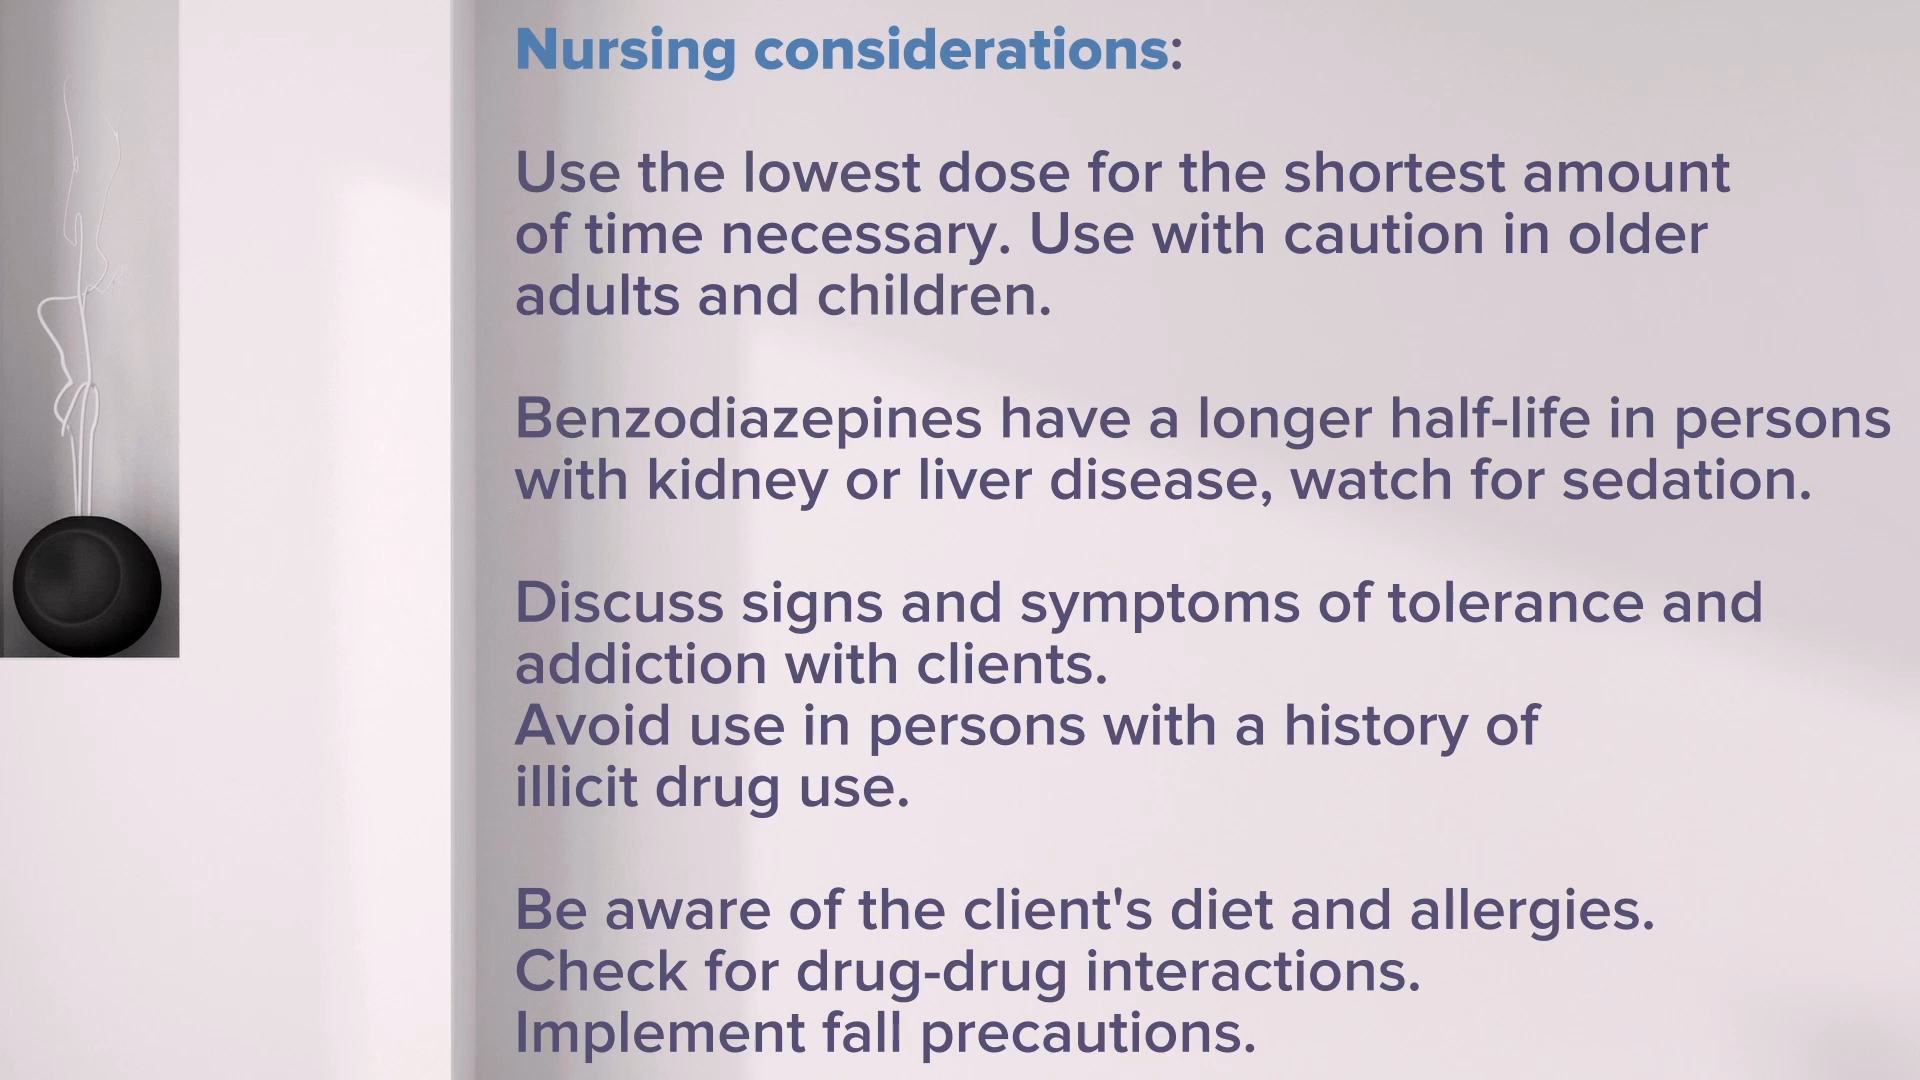 Nursing considerations:
Use the lowest dose for the shortest amount
of time necessary. Use with caution in older
adults and children.
Benzodiazepines have a longer half-life in persons
with kidney or liver disease, watch for sedation.
Discuss signs and symptoms of tolerance and
addiction with clients.
Avoid use in persons with a history of
illicit drug use.
Be aware of the client's diet and allergies.
Check for drug-drug interactions.
Implement fall precautions.